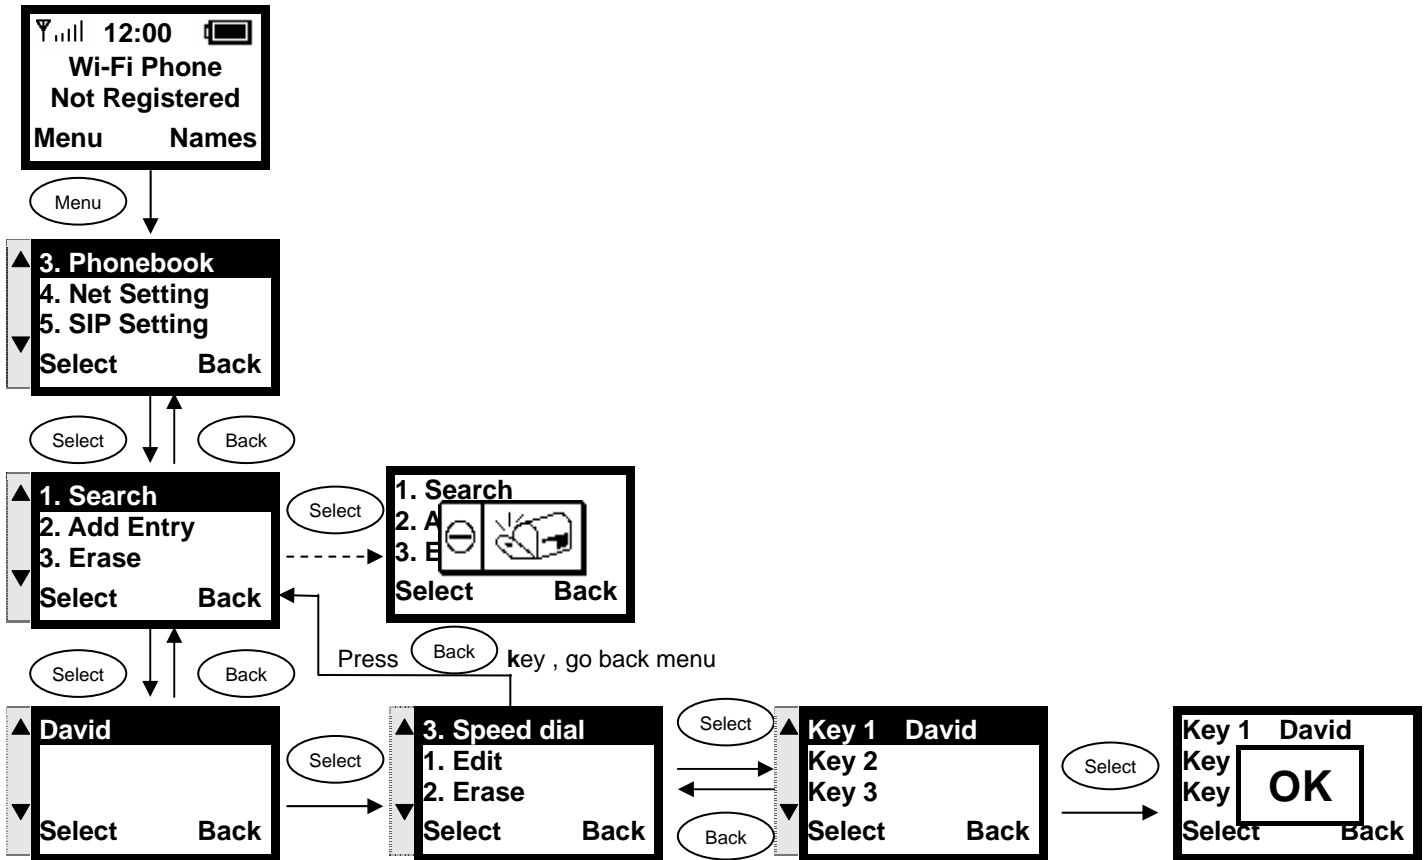 12:00
Wi-Fi Phone
Not Registered
Menu Names
Menu
3. Phonebook
4. Net Setting
5. SIP Setting
Select Back
Select Back
1. Search
2. Add Entry
3. Erase
Select Back
Select
1. Search
2. A
3. E
Select Back
Select Back
Press Back key , go back menu
David
Select Back
Select
3. Speed dial
1. Edit
2. Erase
Select Back
Select
Back
Key 1 David
Key 2
Key 3
Select Back
Select
Key 1 David
Key
Key
OK
Select Back